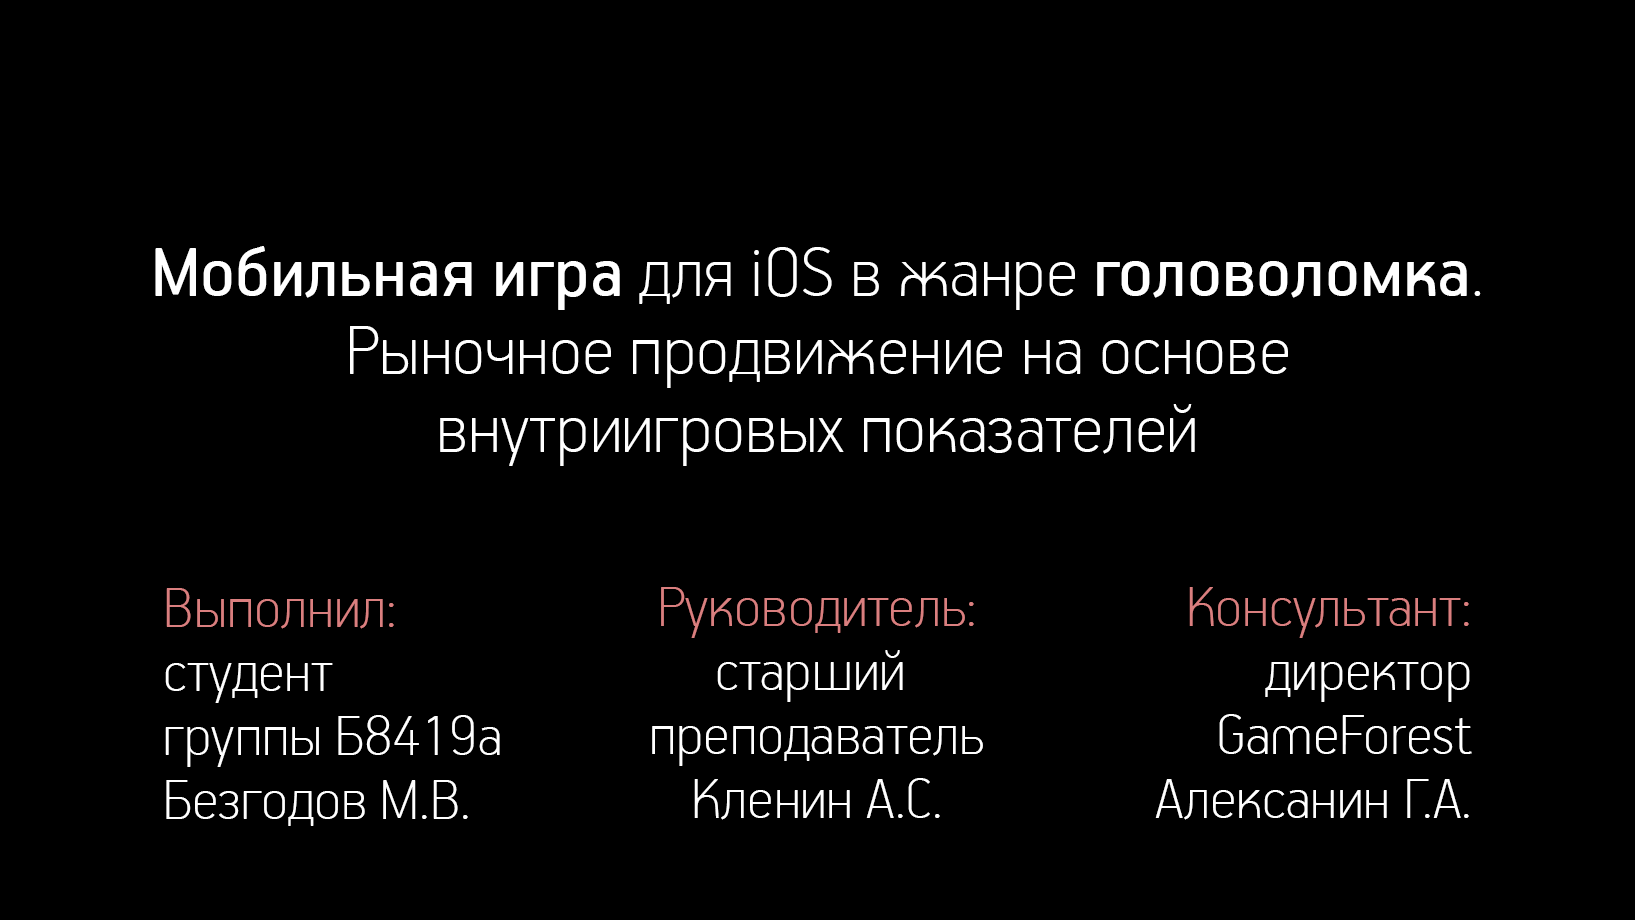 Мобильная игра для iOS в жанре головоломка.
Рыночное продвижение на основе
внутриигровых показателей
Выполнил:
студент
группы Б8419а
Безгодов М.В.
Руководитель:
старший
преподаватель
Кленин А.С.
Консультант:
директор
GameForest
Алексанин Г.А.